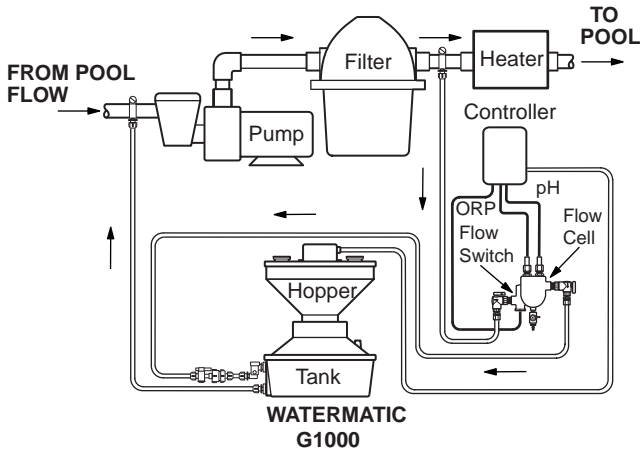 TO
POOL
FROM POOL
FLOW
Filter
Heater
Pump
Controller
pH
ORP
Flow
Switch
Flow
Cell
Hopper
Tank
WATERMATIC
G1000